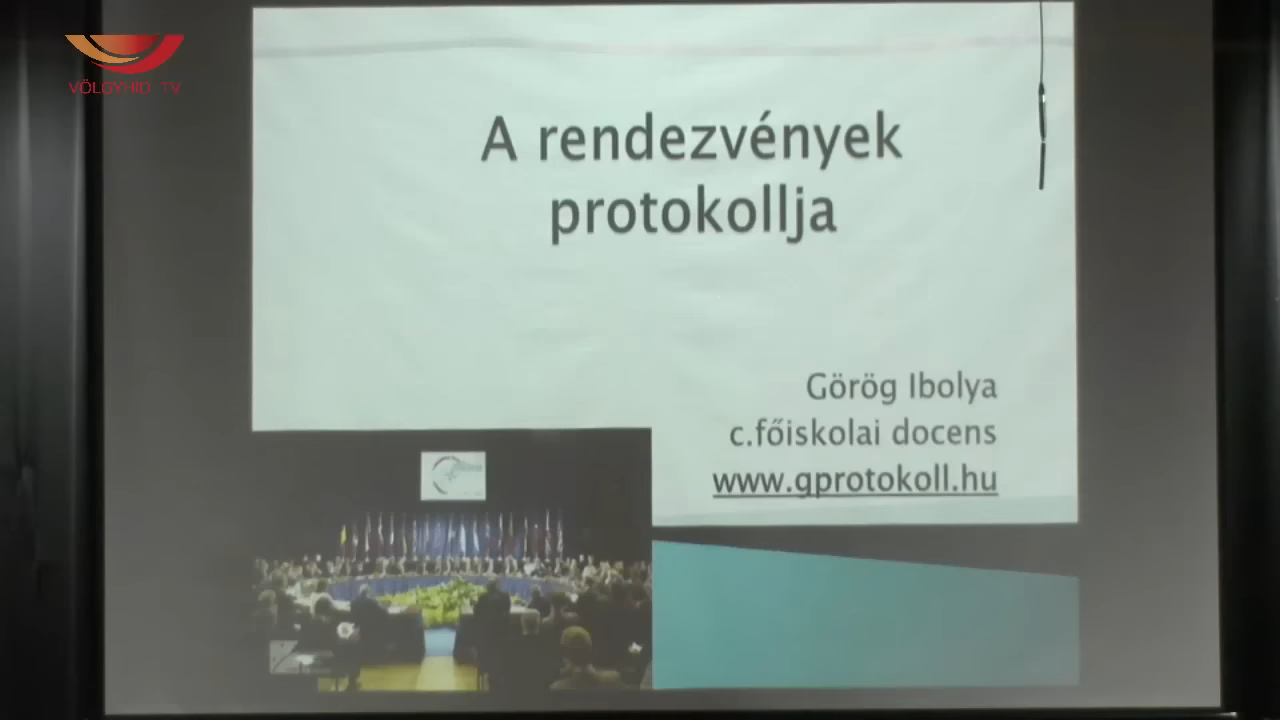 VÖLGYHÍD TV
A rendezvények
protokollja
Görög Ibolya
c.főiskolai docens
www.gprotokoll.hu